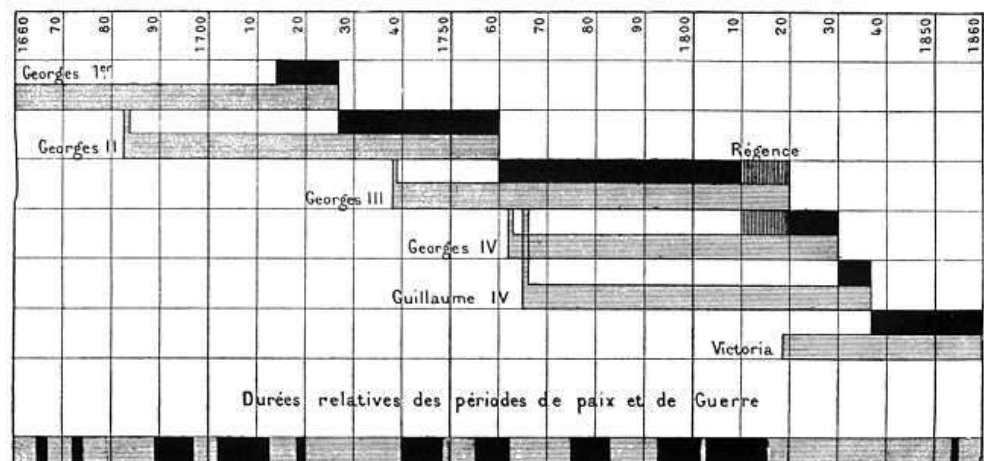 1660 70 80 90 1700 10 20 30 40 1750 60 70 80 90 1800 10 20 30 40 1850 1860
Georges 1er
Georges II
Régence
Georges III
Georges IV
Guillaume IV
Victoria
Durées relatives des périodes de paix et de Guerre